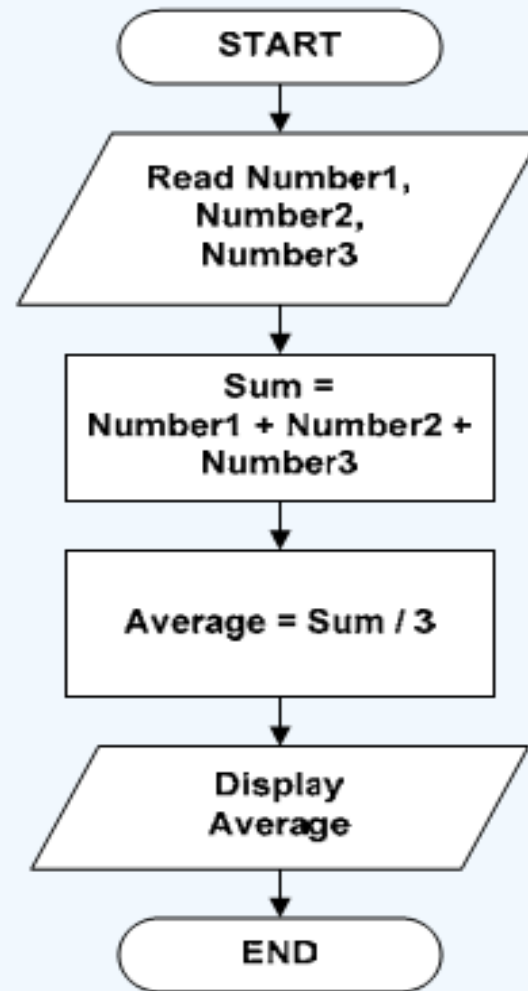 START
Read Number1,
Number2,
Number3
Sum =
Number1 + Number2 +
Number3
Average = Sum / 3
Display
Average
END